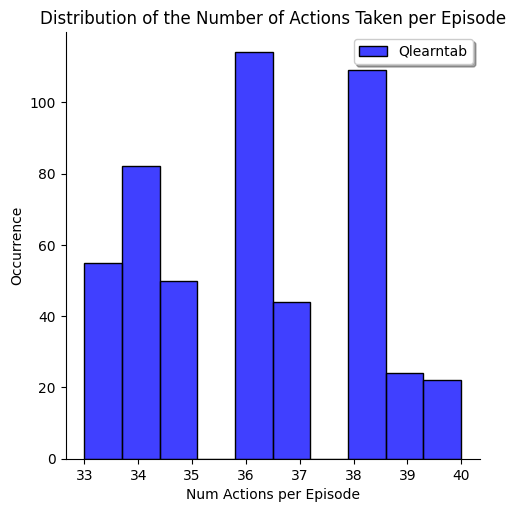 Distribution of the Number of Actions Taken per Episode
Qlearntab
Occurrence
100
80
60
40
20
0
33 34 35 36 37 38 39 40
Num Actions per Episode